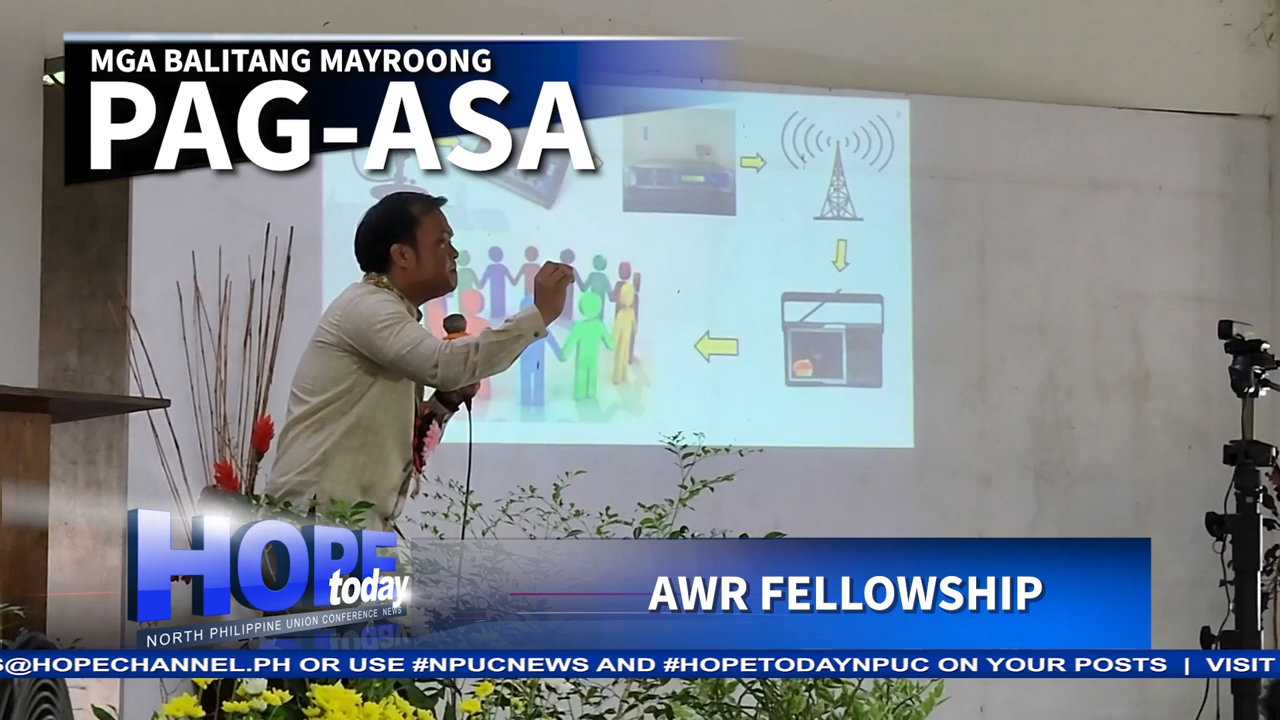 MGA BALITANG MAYROONG
PAG-ASA
HOPE
today
NORTH PHILIPPINE UNION CONFERENCE NEWS
AWR FELLOWSHIP
S@HOPECHANNEL.PH OR USE #NPUCNEWS AND #HOPETODAYNPUC ON YOUR POSTS | VISIT